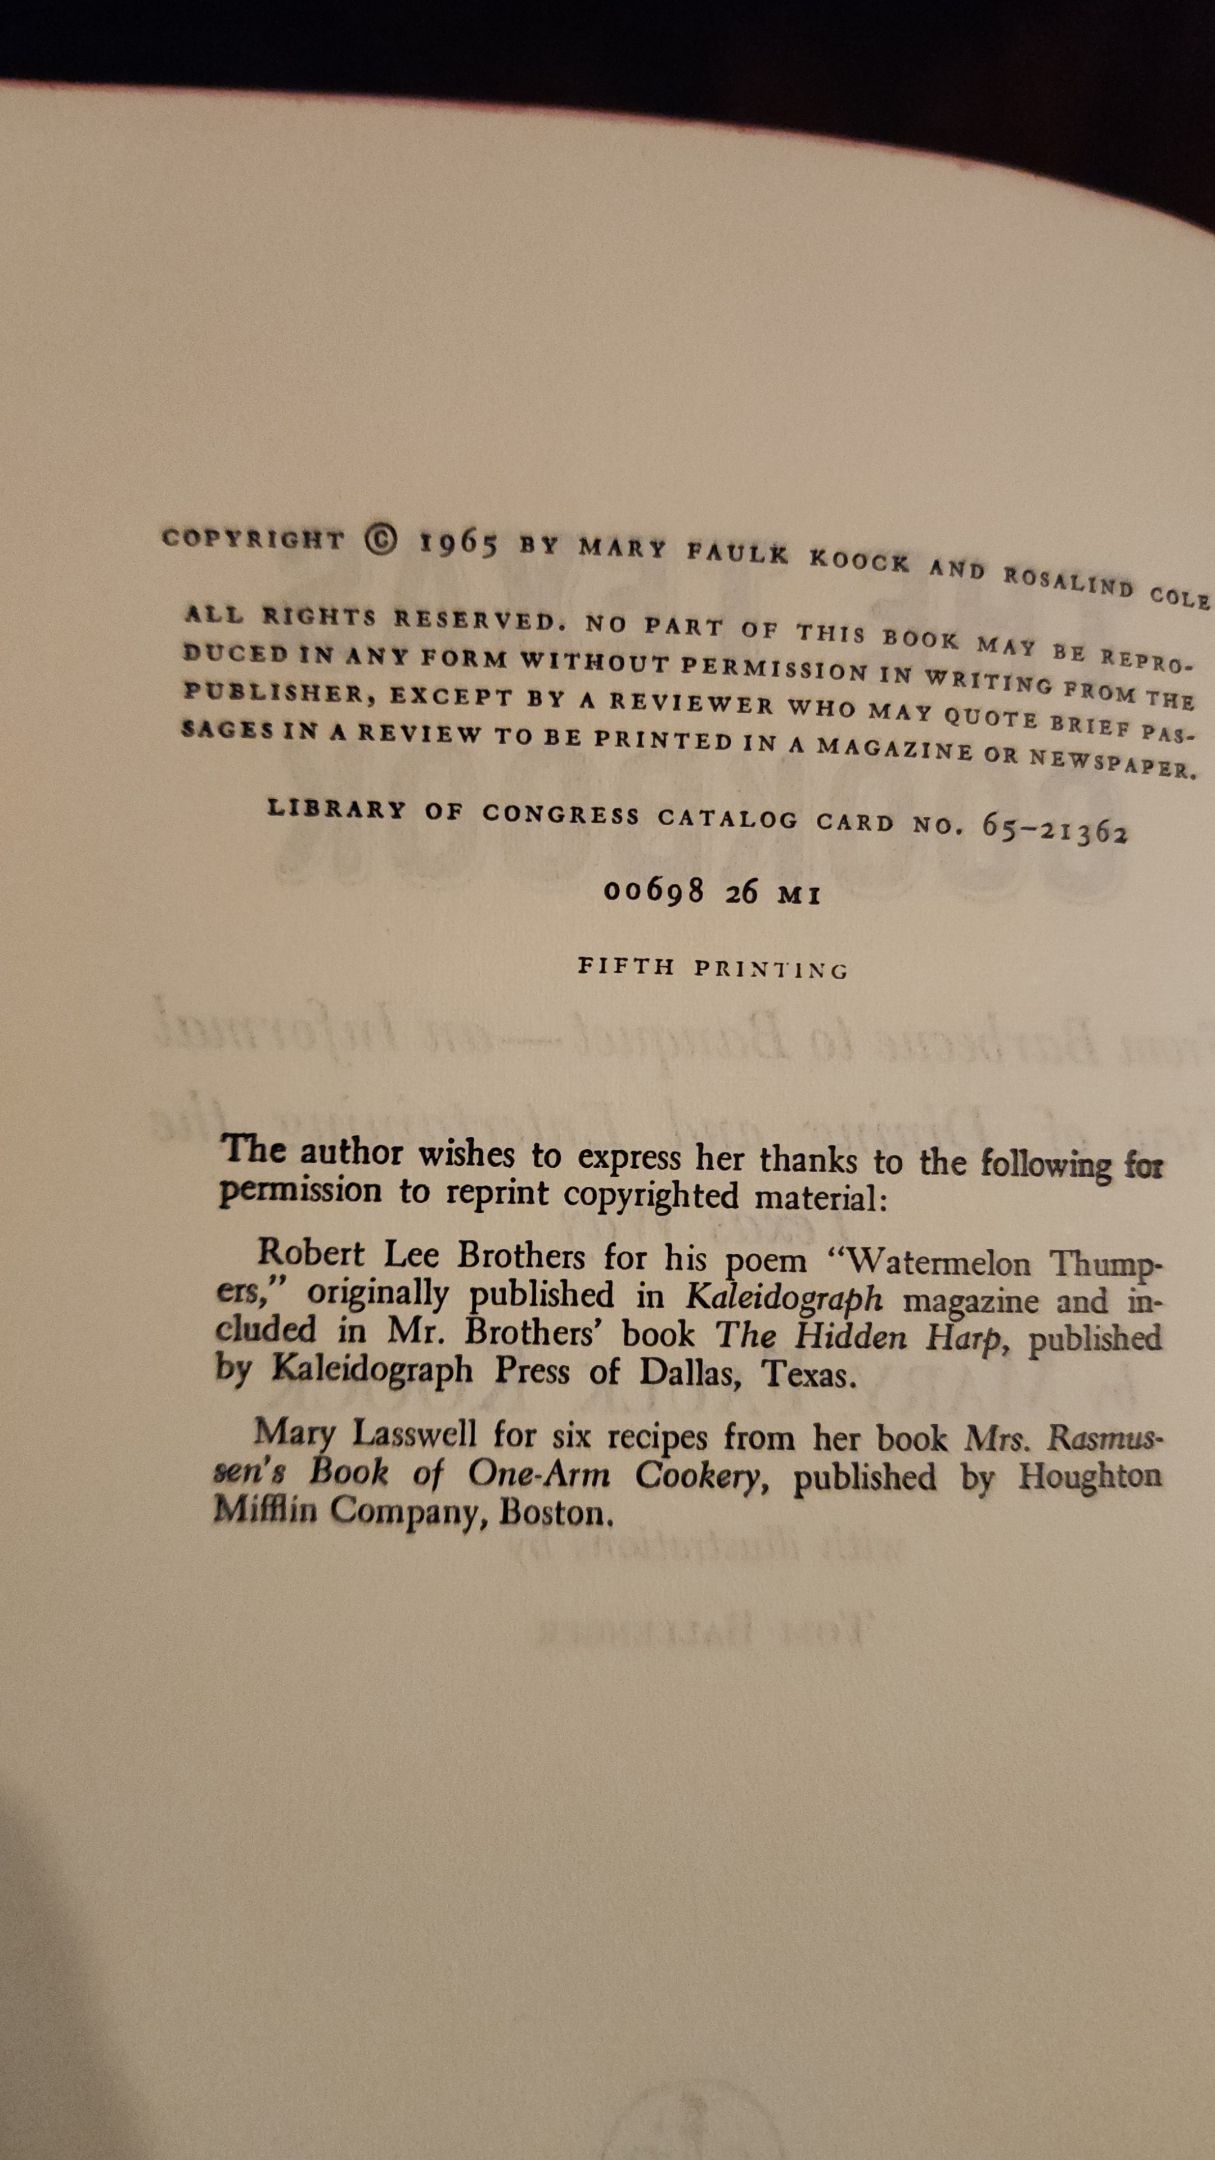 COPYRIGHT © 1965 BY MARY FAULK KOOCK AND ROSALIND COLE
ALL RIGHTS RESERVED. NO PART OF THIS BOOK MAY BE REPRO-
DUCED IN ANY FORM WITHOUT PERMISSION IN WRITING FROM THE
PUBLISHER, EXCEPT BY A REVIEWER WHO MAY QUOTE BRIEF PAS-
SAGES IN A REVIEW TO BE PRINTED IN A MAGAZINE OR NEWSPAPER.
LIBRARY OF CONGRESS CATALOG CARD NO. 65-21362
00698 26 MI
FIFTH PRINTING
The author wishes to express her thanks to the following for
permission to reprint copyrighted material:
Robert Lee Brothers for his poem "Watermelon Thump-
ers," originally published in Kaleidograph magazine and in-
cluded in Mr. Brothers' book The Hidden Harp, published
by Kaleidograph Press of Dallas, Texas.
Mary Lasswell for six recipes from her book Mrs. Rasmus-
sen's Book of One-Arm Cookery, published by Houghton
Mifflin Company, Boston.